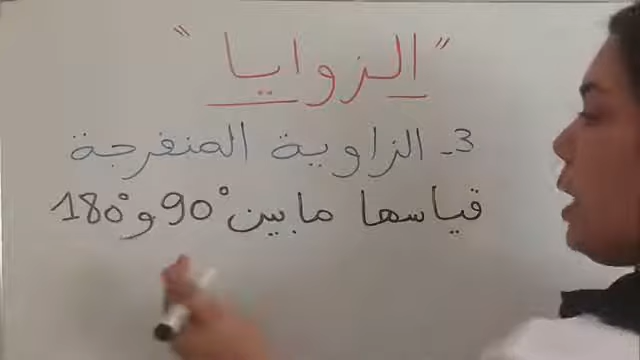 "الزوايا"
3- الزاوية المنفرجة
قياسها ما بين 90° و 180°